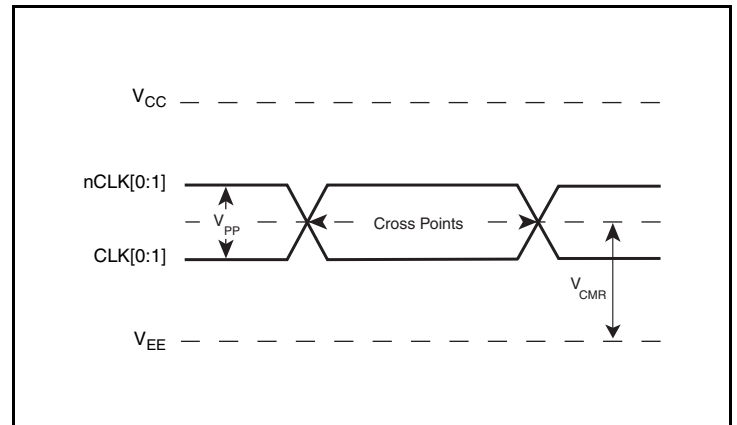 VCC
nCLK[0:1]
VPP
Cross Points
CLK[0:1]
VCMR
VEE